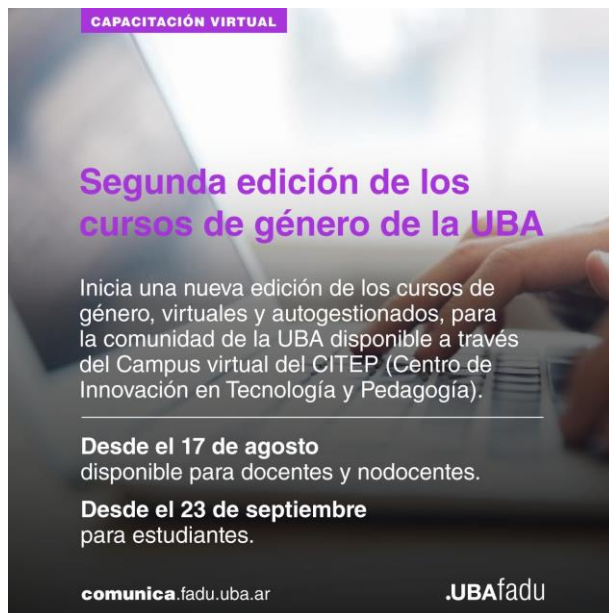 CAPACITACIÓN VIRTUAL
Segunda edición de los
cursos de género de la UBA
Inicia una nueva edición de los cursos de
género, virtuales y autogestionados, para
la comunidad de la UBA disponible a través
del Campus virtual del CITEP (Centro de
Innovación en Tecnología y Pedagogía).
Desde el 17 de agosto
disponible para docentes y nodocentes.
Desde el 23 de septiembre
para estudiantes.
comunica.fadu.uba.ar
.UBAfadu